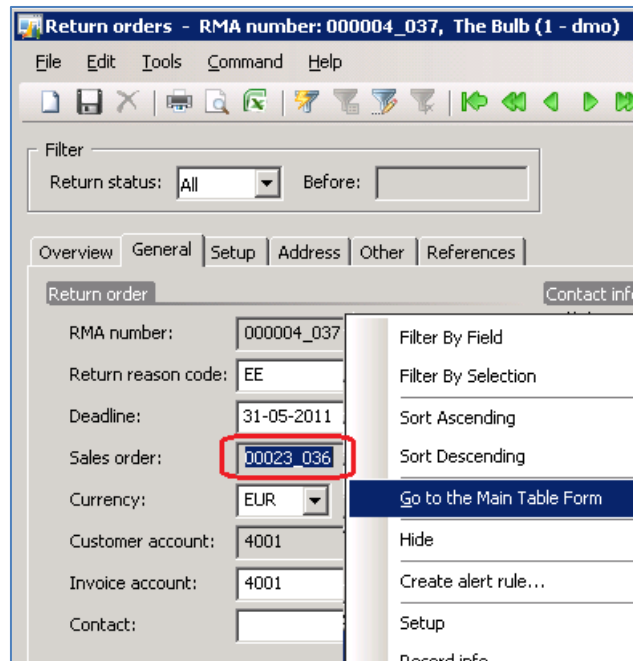 Return orders - RMA number: 000004_037, The Bulb (1 - dmo)
File Edit Tools Command Help
Filter
Return status: All Before:
Overview General Setup Address Other References
Return order Contact inf
RMA number: 000004_037 Filter By Field
Return reason code: EE Filter By Selection
Deadline: 31-05-2011 Sort Ascending
Sales order: 00023_036 Sort Descending
Currency: EUR Go to the Main Table Form
Customer account: 4001 Hide
Invoice account: 4001 Create alert rule...
Contact: Setup
Record info